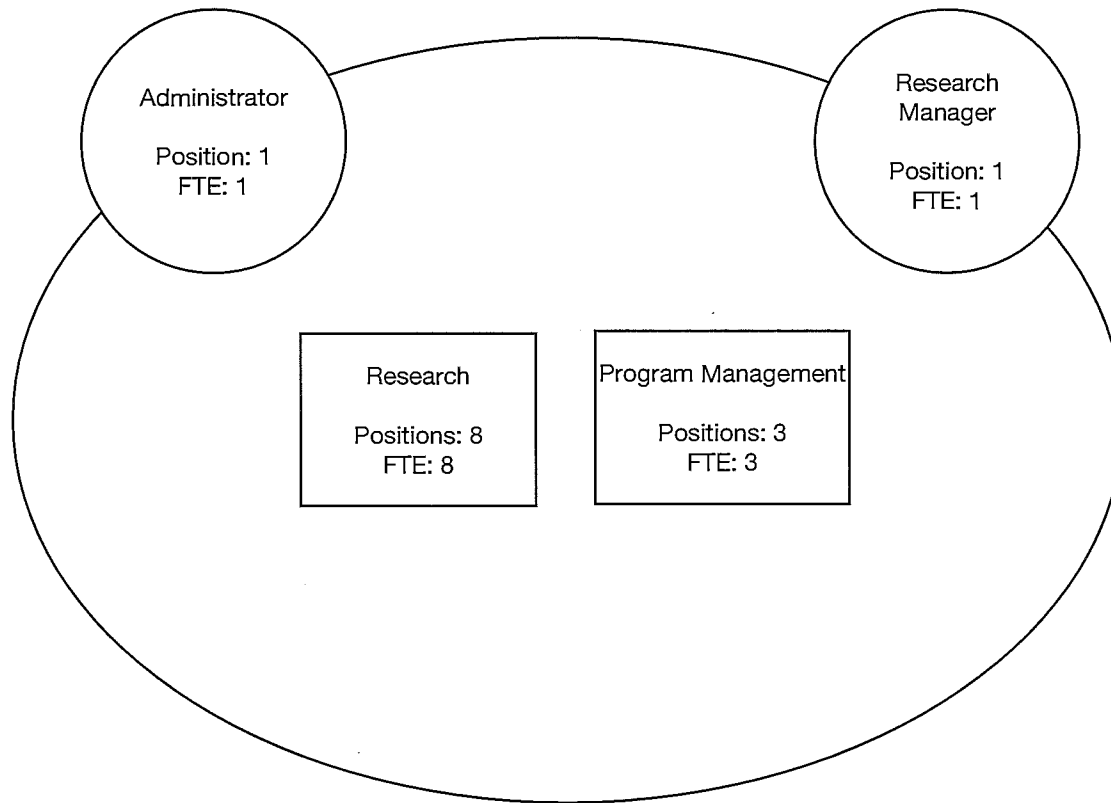 Administrator
Position: 1
FTE: 1
Research
Manager
Position: 1
FTE: 1
Research
Positions: 8
FTE: 8
Program Management
Positions: 3
FTE: 3